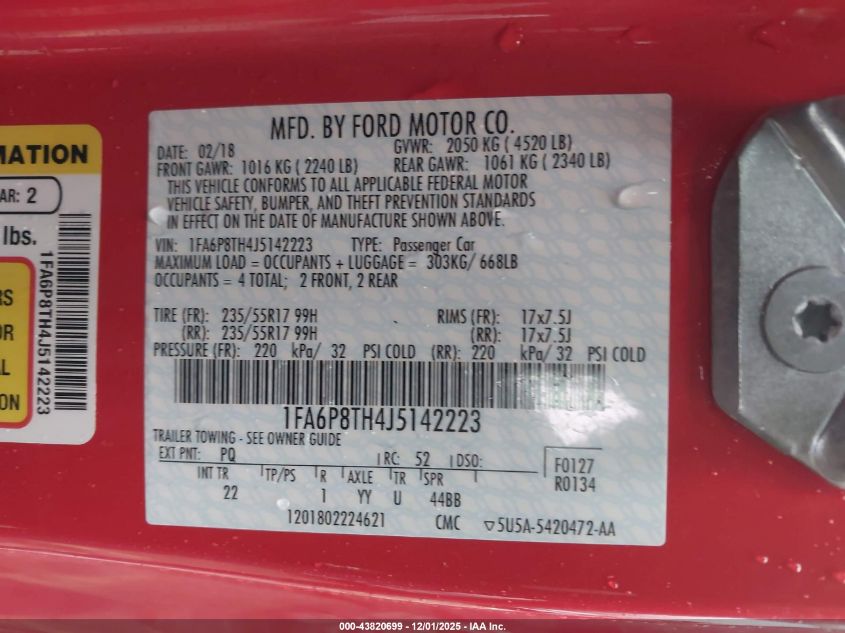 MATION
AR: 2
lbs.
RS
OR
AL
ON
1FA6P8TH4J5142223
MFD. BY FORD MOTOR CO.
DATE: 02/18 GVWR: 2050 KG ( 4520 LB)
FRONT GAWR: 1016 KG ( 2240 LB) REAR GAWR: 1061 KG ( 2340 LB)
THIS VEHICLE CONFORMS TO ALL APPLICABLE FEDERAL MOTOR
VEHICLE SAFETY, BUMPER, AND THEFT PREVENTION STANDARDS
IN EFFECT ON THE DATE OF MANUFACTURE SHOWN ABOVE.
VIN: 1FA6P8TH4J5142223 TYPE: Passenger Car
MAXIMUM LOAD = OCCUPANTS + LUGGAGE = 303KG/ 668LB
OCCUPANTS = 4 TOTAL; 2 FRONT, 2 REAR
TIRE (FR): 235/55R17 99H RIMS (FR): 17x7.5J
(RR): 235/55R17 99H (RR): 17x7.5J
PRESSURE (FR): 220 kPa/ 32 PSI COLD (RR): 220 kPa/ 32 PSI COLD
1FA6P8TH4J5142223
TRAILER TOWING - SEE OWNER GUIDE
EXT PNT: PQ RC: 52 DSO: F0127
INT TR TP/PS R AXLE TR SPR R0134
22 1 YY U 44BB
1201802224621 CMC ▽5U5A-5420472-AA
000-43820699 - 12/01/2025 - IAA Inc.